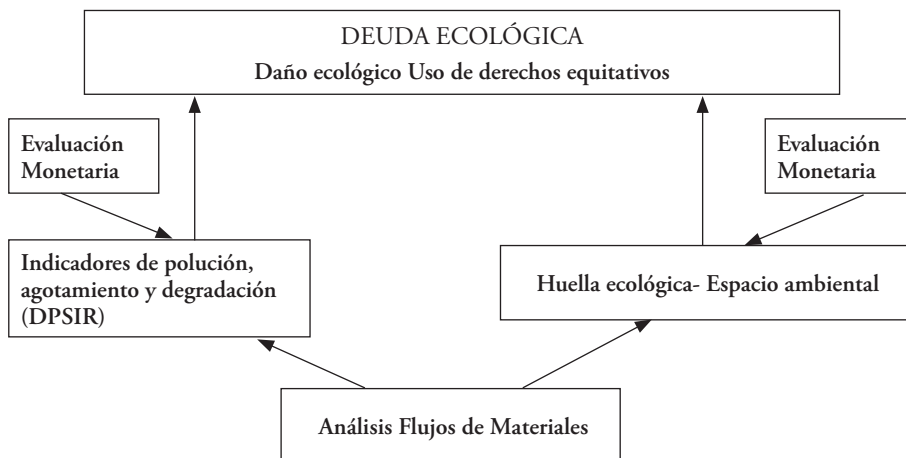 DEUDA ECOLÓGICA
Daño ecológico Uso de derechos equitativos
Evaluación
Monetaria
Evaluación
Monetaria
Indicadores de polución,
agotamiento y degradación
(DPSIR)
Huella ecológica- Espacio ambiental
Análisis Flujos de Materiales